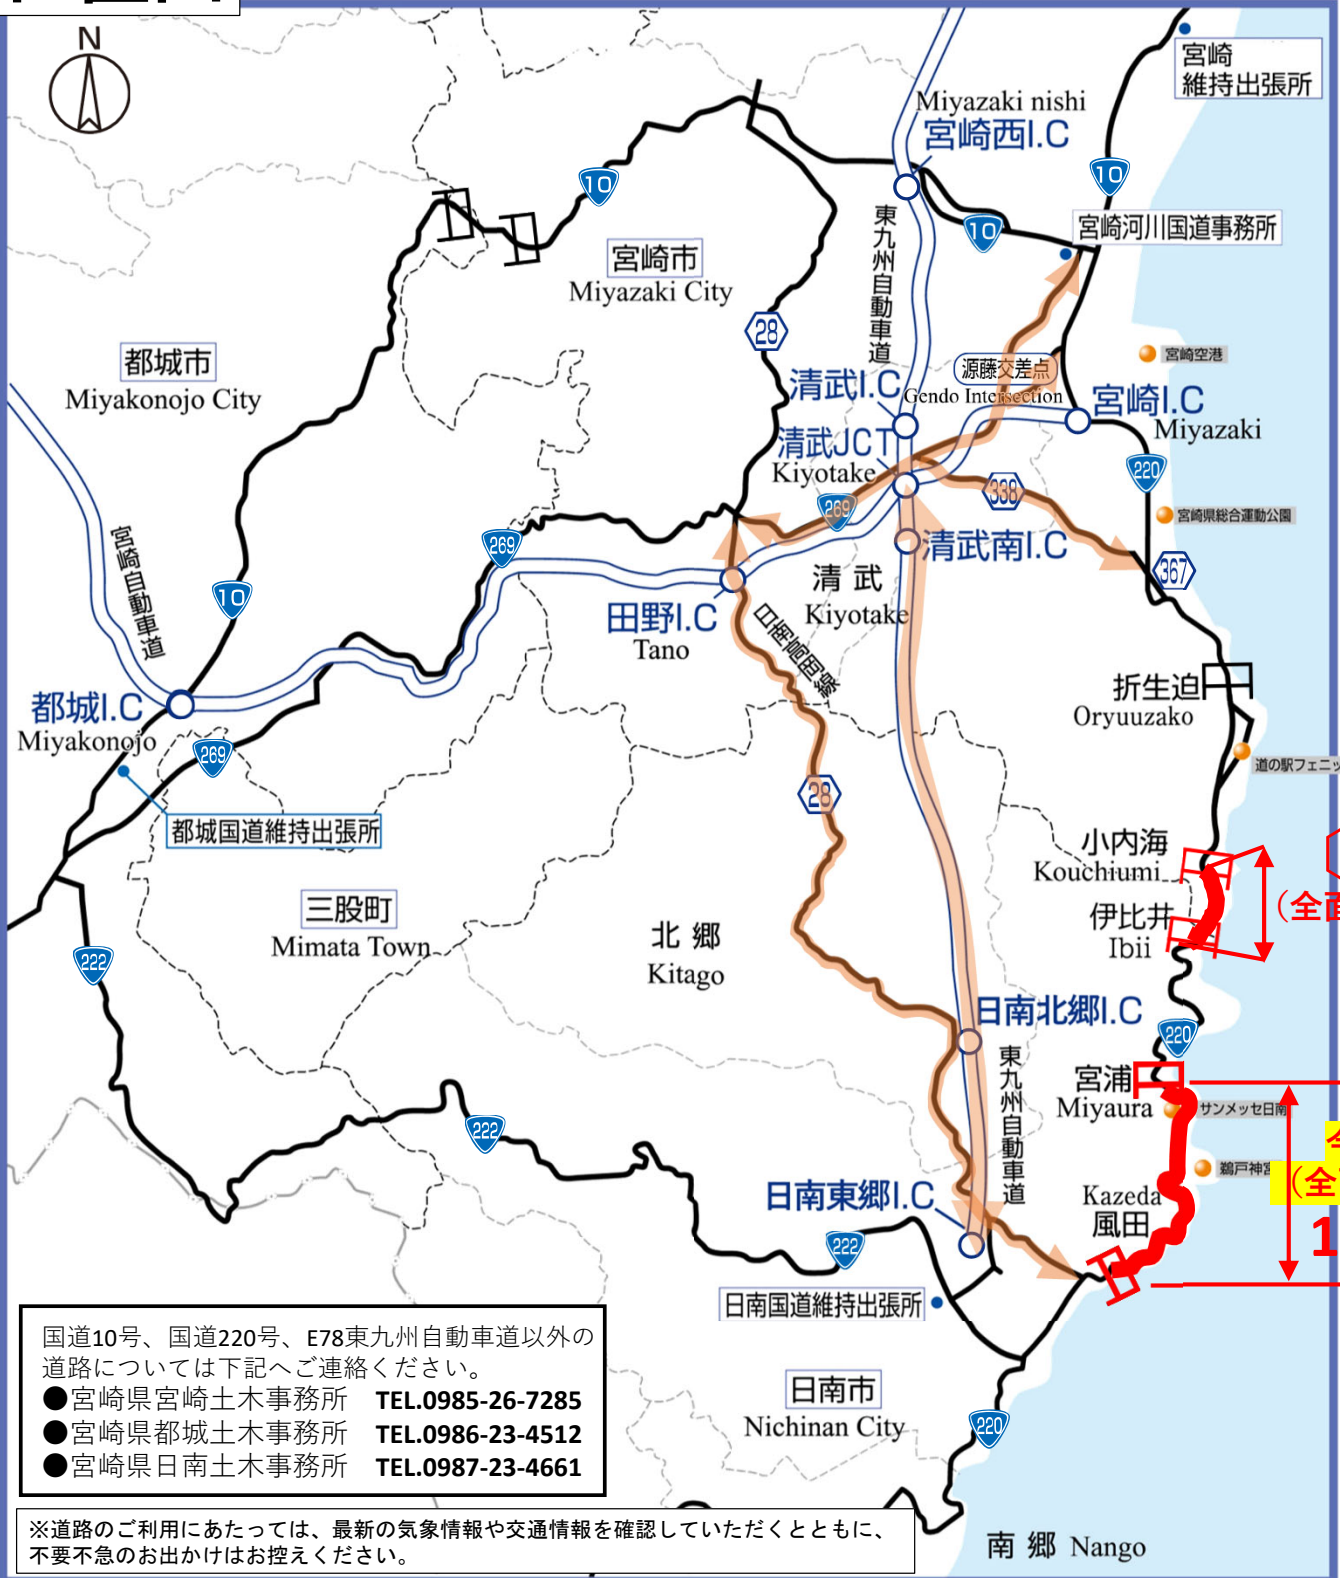 N
宮崎
維持出張所
Miyazaki nishi
宮崎西I.C
10
10
10
宮崎河川国道事務所
東九州自動車道
宮崎市
Miyazaki City
28
都城市
Miyakonojo City
宮崎空港
源藤交差点
Gendo Intersection
清武I.C
宮崎I.C
Miyazaki
清武JCT
Kiyotake
220
338
269
宮崎県総合運動公園
宮崎自動車道
269
清武南I.C
367
10
清武
Kiyotake
田野I.C
Tano
日南高岡線
折生迫
Oryuuzako
都城I.C
Miyakonojo
269
道の駅フェニッ
28
都城国道維持出張所
小内海
Kouchiumi
三股町
Mimata Town
伊比井
Ibii
(全面
北郷
Kitago
222
日南北郷I.C
220
東九州自動車道
宮浦
Miyaura
サンメッセ日南
222
鵜戸神宮
(全
Kazeda
風田
日南東郷I.C
1
222
日南国道維持出張所
国道10号、国道220号、E78東九州自動車道以外の
道路については下記へご連絡ください。
●宮崎県宮崎土木事務所 TEL.0985-26-7285
●宮崎県都城土木事務所 TEL.0986-23-4512
●宮崎県日南土木事務所 TEL.0987-23-4661
日南市
Nichinan City
220
※道路のご利用にあたっては、最新の気象情報や交通情報を確認していただくとともに、
不要不急のお出かけはお控えください。
南郷 Nango